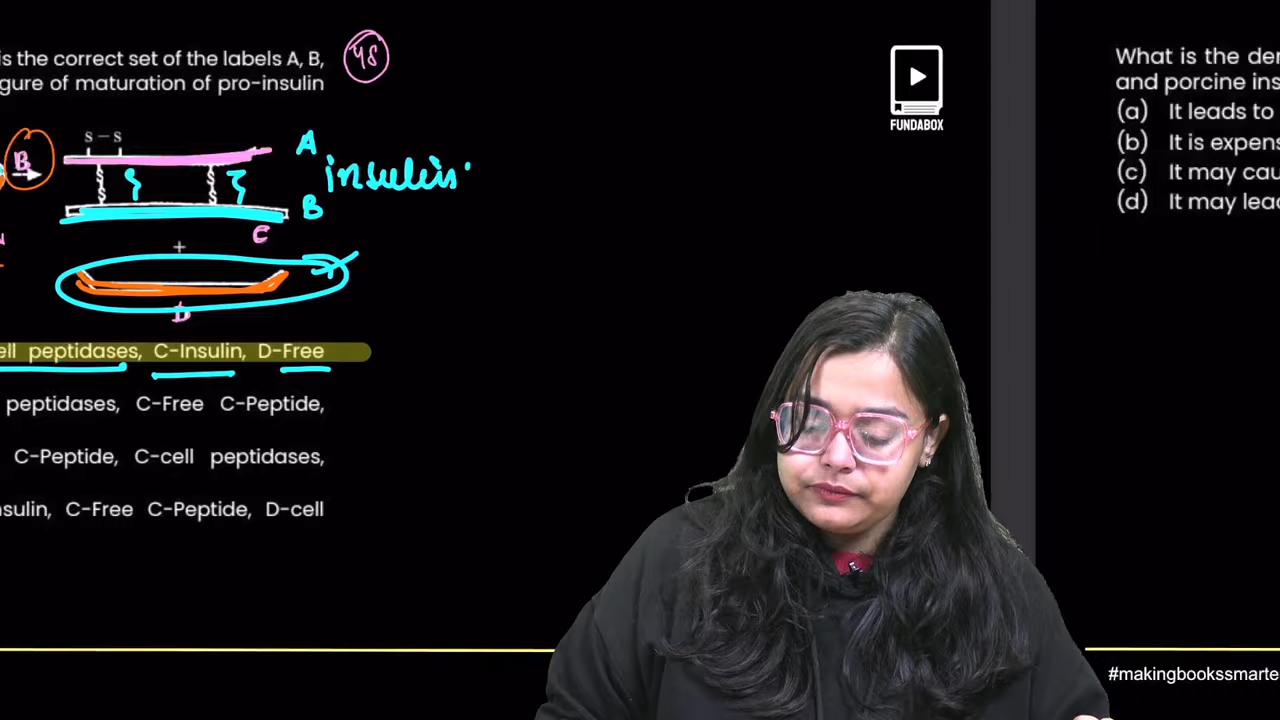 is the correct set of the labels A, B,
gure of maturation of pro-insulin
48
B
S – S
S
S
S
S
A
insulin
B
C
+
D
ell peptidases, C-Insulin, D-Free
peptidases, C-Free C-Peptide,
C-Peptide, C-cell peptidases,
nsulin, C-Free C-Peptide, D-cell
FUNDABOX
What is the der
and porcine ins
(a) It leads to
(b) It is expens
(c) It may cau
(d) It may lead
#makingbookssmarte